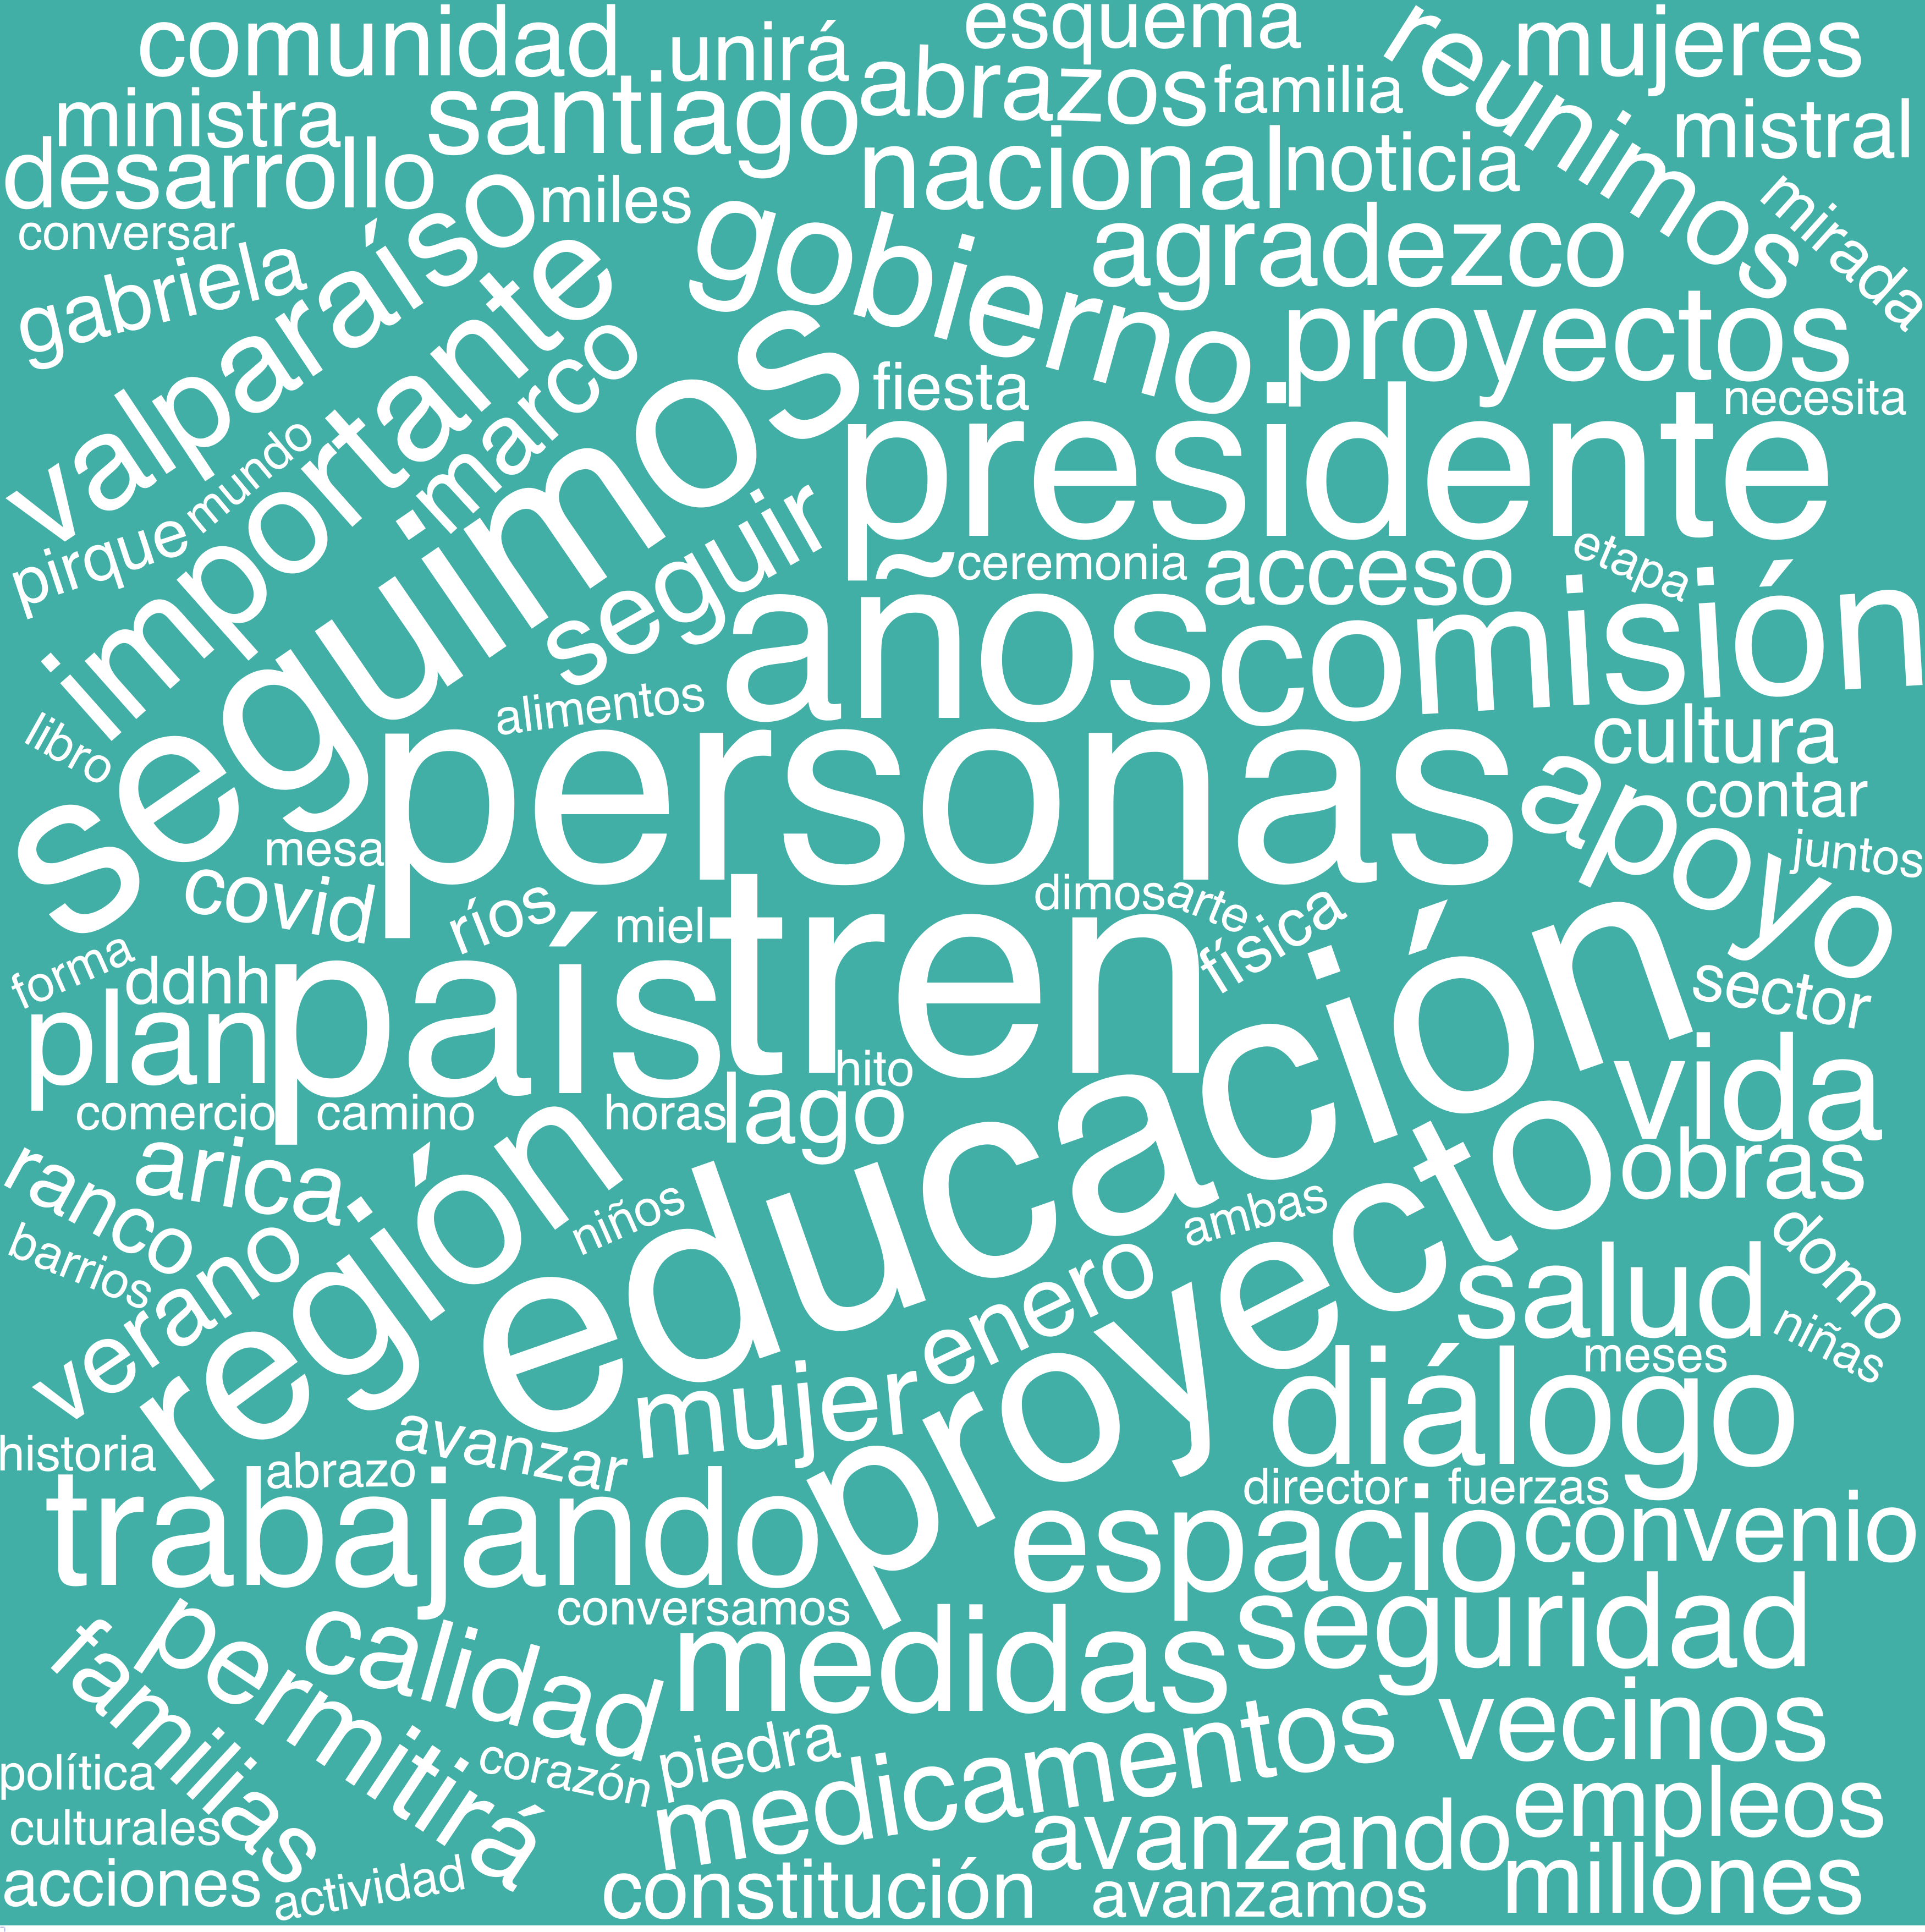 comunidad
unirá
esquema
reunimos
mujeres
ministra
santiago
abrazos
familia
mistral
desarrollo
miles
nacional
noticia
mirada
conversar
gabriela
valparaíso
gobierno
agradezco
importante
marco
fiesta
proyectos
necesita
pirque
mundo
seguimos
seguir
presidente
ceremonia
acceso
etapa
años
comisión
libro
alimentos
personas
cultura
apoyo
contar
juntos
mesa
covid
ríos
miel
dimos
arte
física
forma
ddhh
sector
plan
país
tren
hito
vida
comercio
camino
horas
lago
educación
ranco
arica
región
niños
ambas
proyecto
obras
barrios
verano
enero
salud
domo
niñas
meses
historia
abrazo
avanzar
mujer
diálogo
trabajando
director
fuerzas
espacio
convenio
conversamos
familias
permitirá
calidad
medidas
seguridad
política
corazón
piedra
medicamentos
vecinos
culturales
avanzando
empleos
acciones
actividad
constitución
avanzamos
millones